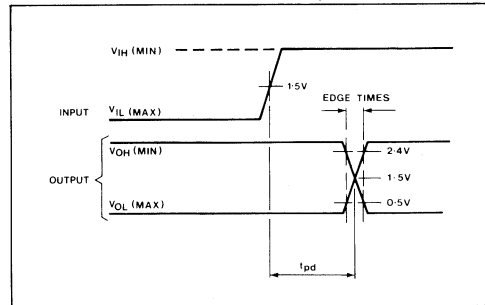 VIH (MIN)
1·5V
EDGE TIMES
INPUT
VIL (MAX)
VOH (MIN)
2·4V
OUTPUT
1·5V
VOL (MAX)
0·5V
tpd